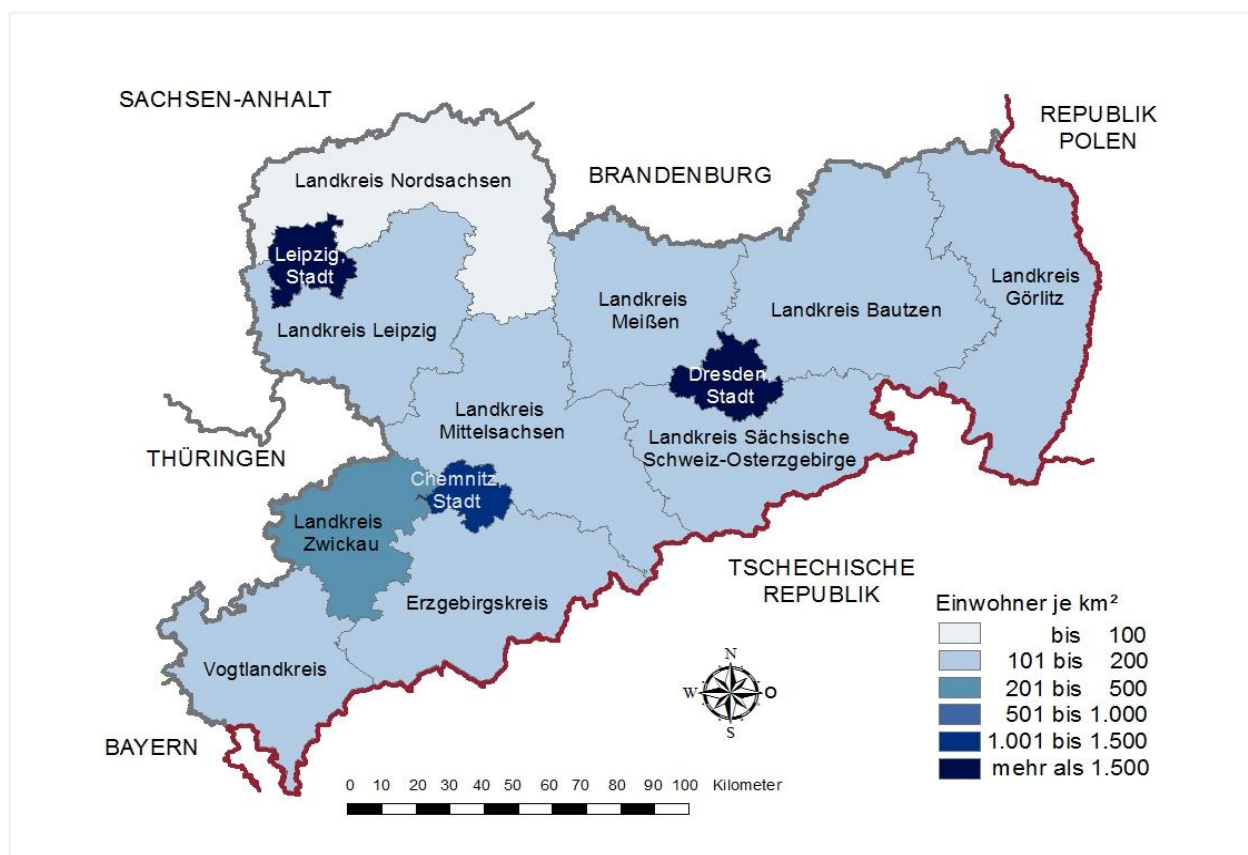 SACHSEN-ANHALT
REPUBLIK
POLEN
BRANDENBURG
Landkreis Nordsachsen
Leipzig,
Stadt
Landkreis Leipzig
Landkreis
Meißen
Landkreis Bautzen
Landkreis
Görlitz
Dresden
Stadt
Landkreis
Mittelsachsen
Landkreis Sächsische
Schweiz-Osterzgebirge
THÜRINGEN
Chemnitz,
Stadt
Landkreis
Zwickau
TSCHECHISCHE
REPUBLIK
Erzgebirgskreis
Vogtlandkreis
BAYERN
N
W O
S
Einwohner je km²
bis 100
101 bis 200
201 bis 500
501 bis 1.000
1.001 bis 1.500
mehr als 1.500
0 10 20 30 40 50 60 70 80 90 100 Kilometer